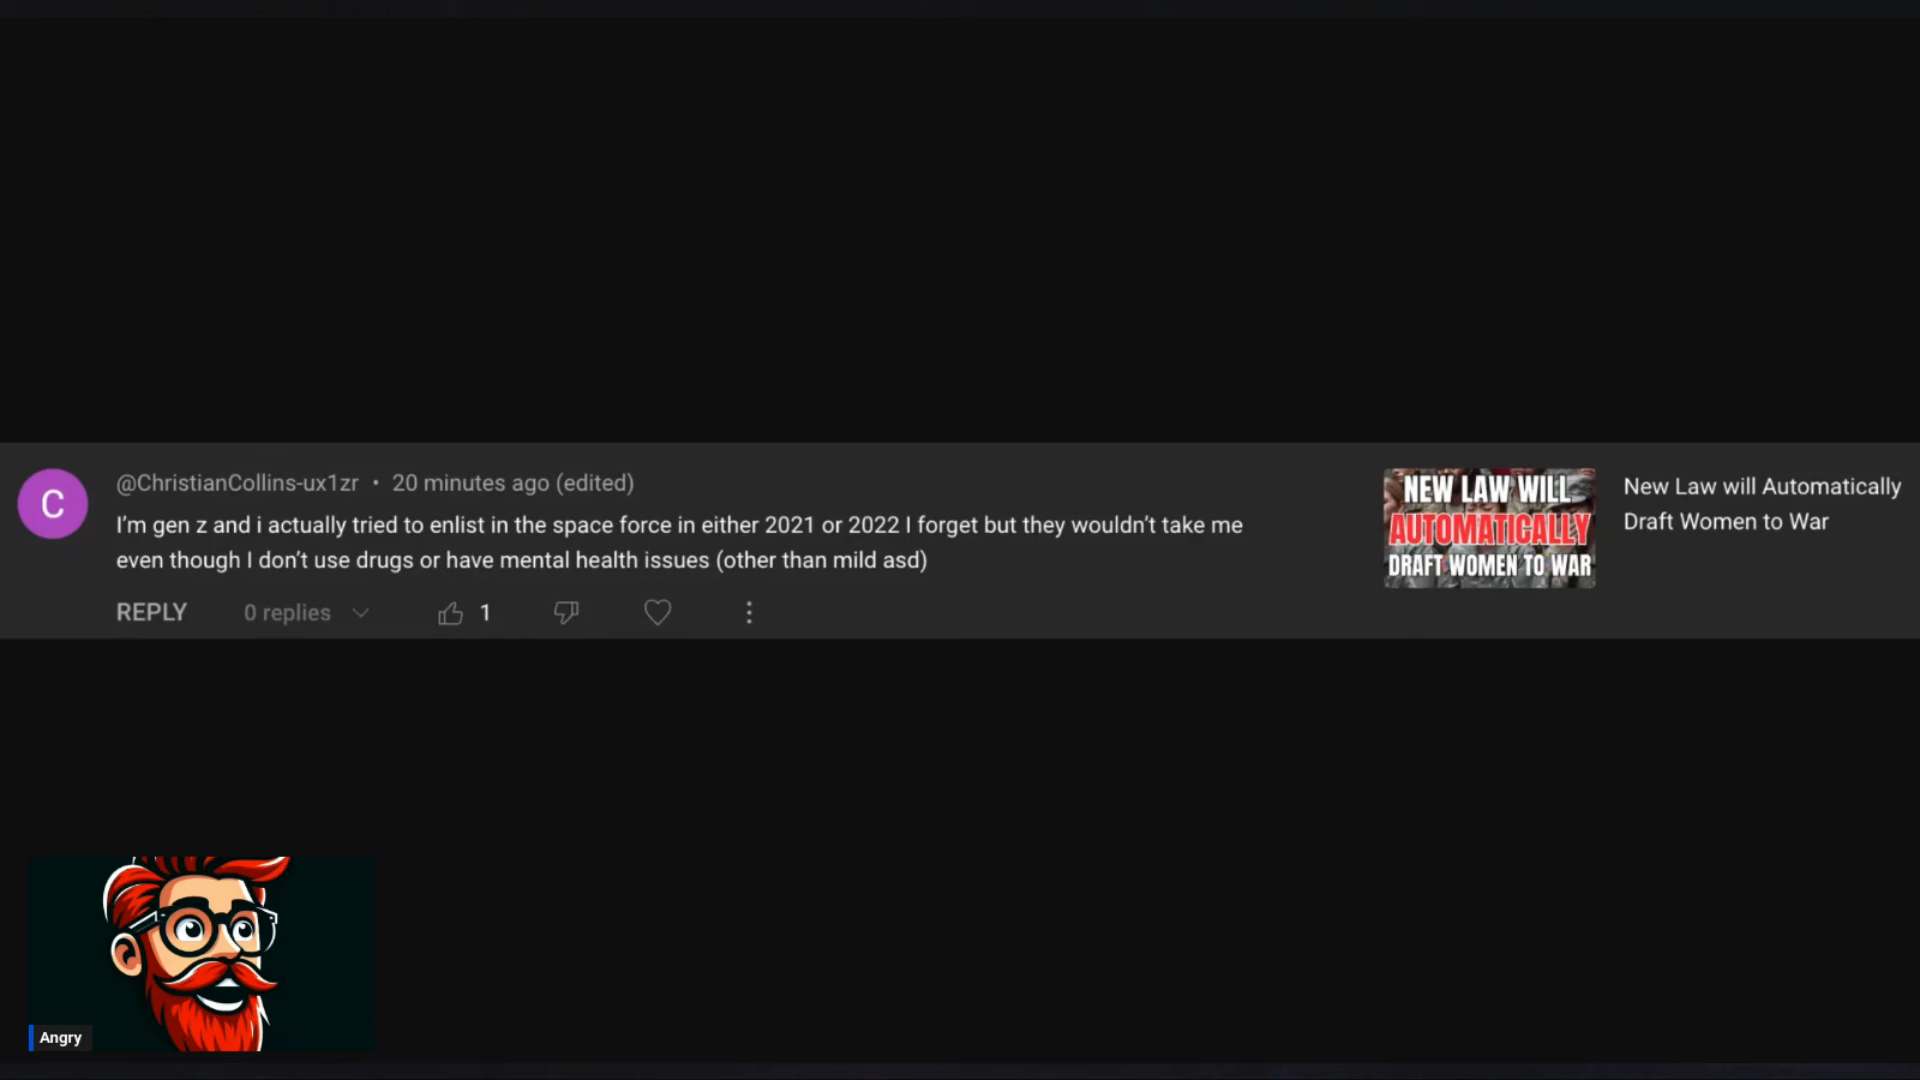 C
@ChristianCollins-ux1zr • 20 minutes ago (edited)
I'm gen z and i actually tried to enlist in the space force in either 2021 or 2022 I forget but they wouldn't take me
even though I don't use drugs or have mental health issues (other than mild asd)
REPLY 0 replies 1
NEW LAW WILL
AUTOMATICALLY
DRAFT WOMEN TO WAR
New Law will Automatically
Draft Women to War
Angry